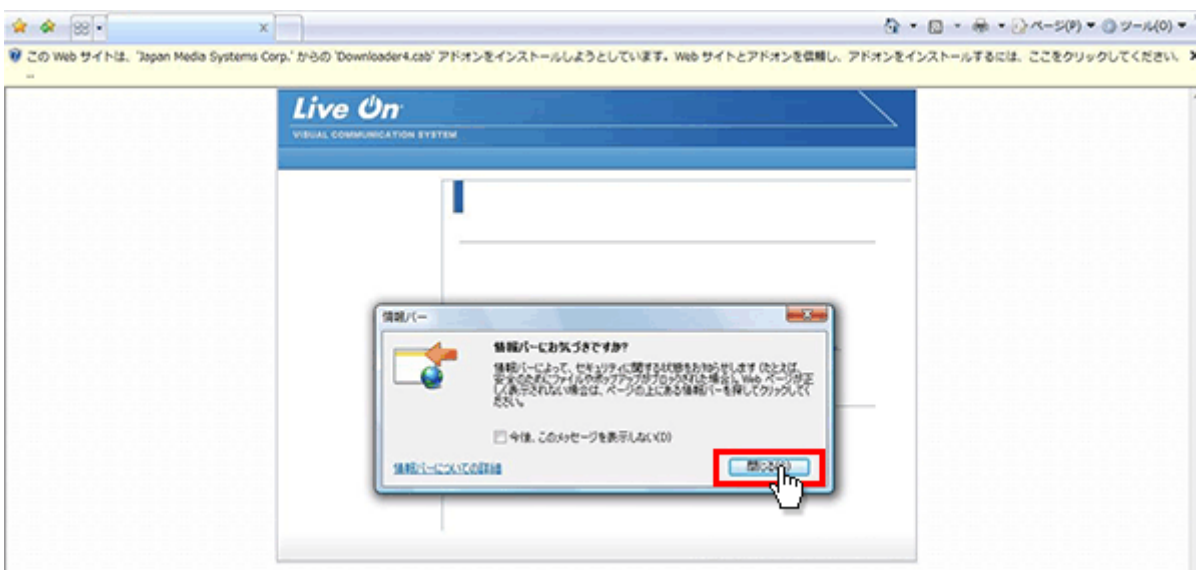 ページ(P) ツール(O)
この Web サイトは、'Japan Media Systems Corp.' からの 'Downloader4.cab' アドオンをインストールしようとしています。Web サイトとアドオンを信頼し、アドオンをインストールするには、ここをクリックしてください。
...
Live On
VISUAL COMMUNICATION SYSTEM
情報バー
情報バーにお気づきですか?
情報バーによって、セキュリティに関する状態をお知らせします (たとえば、
安全のためにファイルやポップアップがブロックされた場合)。Web ページが正
しく表示されない場合は、ページの上にある情報バーを探してクリックしてく
ださい。
今後、このメッセージを表示しない(D)
情報バーについての詳細
閉じる